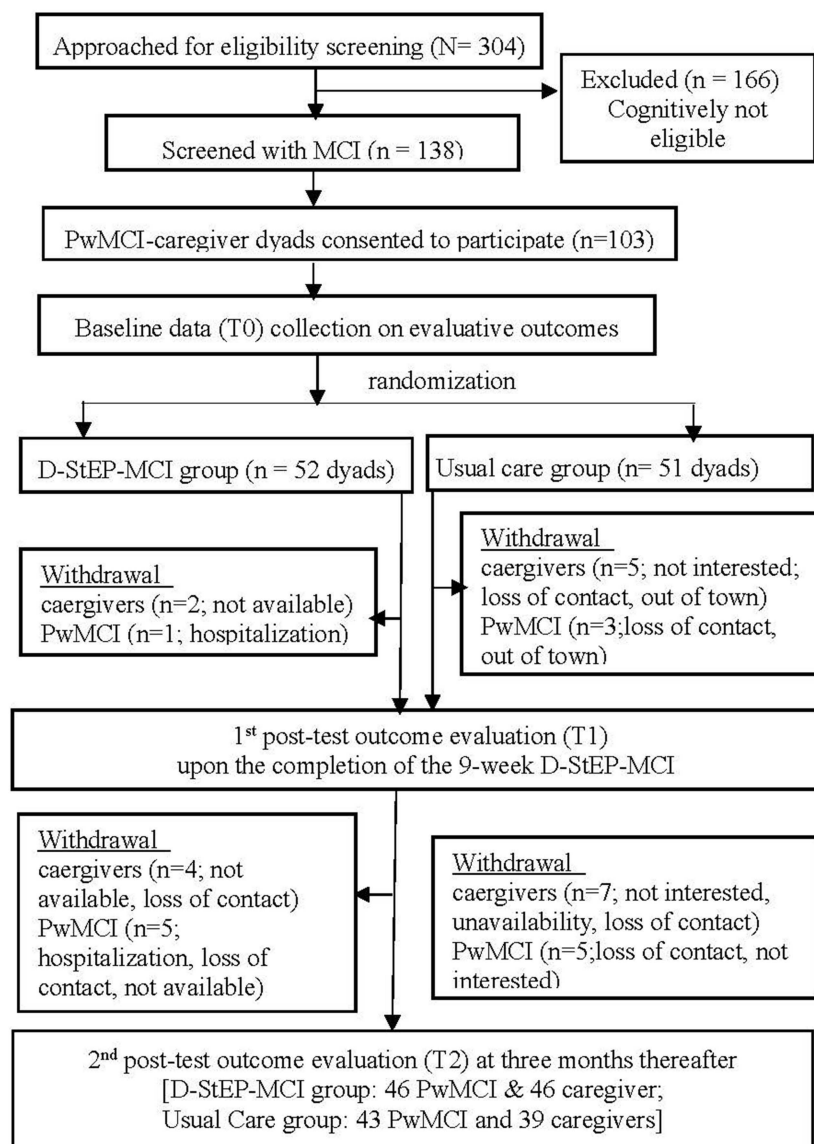 Approached for eligibility screening (N= 304)
Excluded (n = 166)
Cognitively not
eligible
Screened with MCI (n = 138)
PwMCI-caregiver dyads consented to participate (n=103)
Baseline data (T0) collection on evaluative outcomes
randomization
D-StEP-MCI group (n = 52 dyads)
Usual care group (n= 51 dyads)
Withdrawal
caergivers (n=2; not available)
PwMCI (n=1; hospitalization)
Withdrawal
caergivers (n=5; not interested;
loss of contact, out of town)
PwMCI (n=3;loss of contact,
out of town)
1st post-test outcome evaluation (T1)
upon the completion of the 9-week D-StEP-MCI
Withdrawal
caergivers (n=4; not
available, loss of contact)
PwMCI (n=5;
hospitalization, loss of
contact, not available)
Withdrawal
caergivers (n=7; not interested,
unavailability, loss of contact)
PwMCI (n=5;loss of contact, not
interested)
2nd post-test outcome evaluation (T2) at three months thereafter
[D-StEP-MCI group: 46 PwMCI & 46 caregiver;
Usual Care group: 43 PwMCI and 39 caregivers]